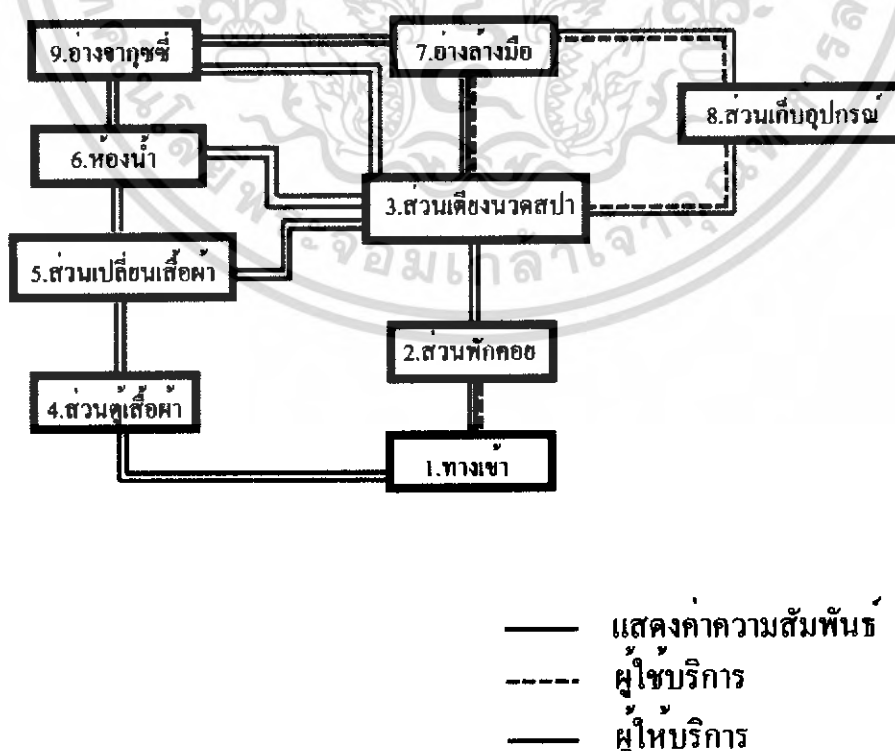 9.อ่างจากุซซี่
7.อ่างล้างมือ
8.ส่วนเก็บอุปกรณ์
6.ห้องน้ำ
3.ส่วนเตียงนวดสปา
5.ส่วนเปลี่ยนเสื้อผ้า
2.ส่วนพักคอย
4.ส่วนตู้เสื้อผ้า
1.ทางเข้า
แสดงค่าความสัมพันธ์
ผู้ใช้บริการ
ผู้ให้บริการ